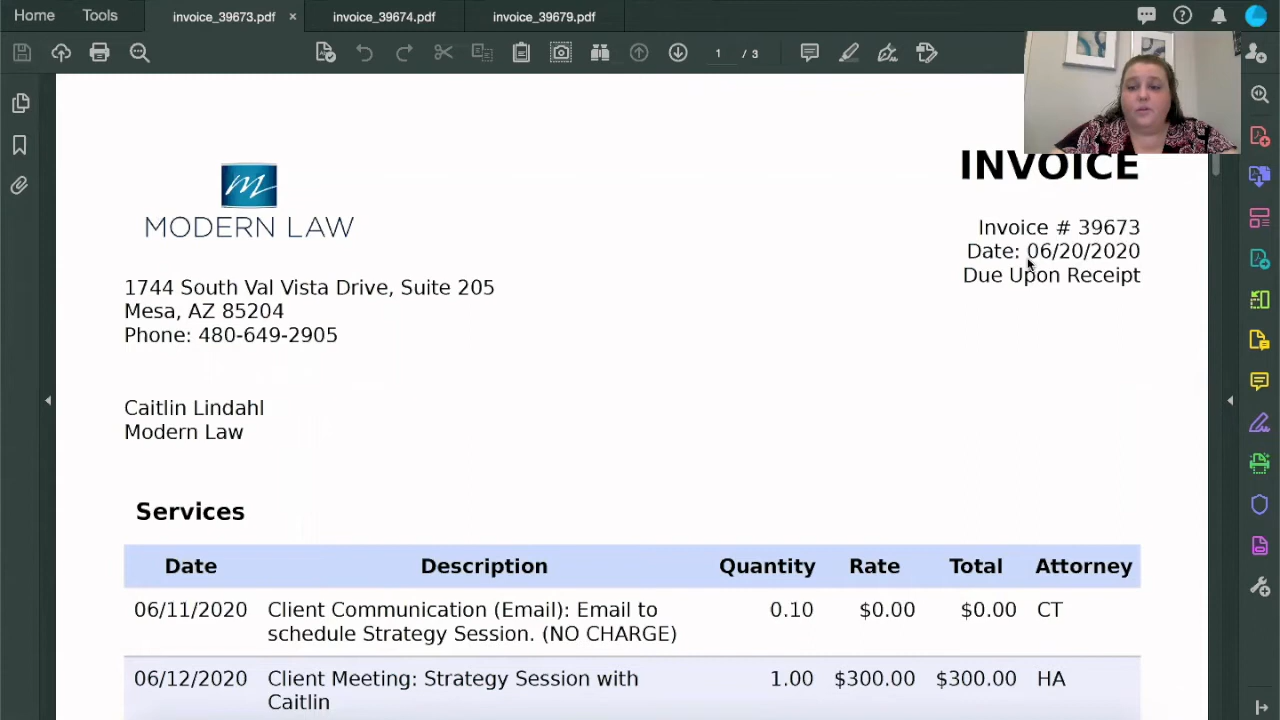 Home Tools invoice_39673.pdf × invoice_39674.pdf invoice_39679.pdf
1 / 3
INVOICE
Invoice # 39673
Date: 06/20/2020
Due Upon Receipt
m
MODERN LAW
1744 South Val Vista Drive, Suite 205
Mesa, AZ 85204
Phone: 480-649-2905
Caitlin Lindahl
Modern Law
Services
Date Description Quantity Rate Total Attorney
06/11/2020 Client Communication (Email): Email to 0.10 $0.00 $0.00 CT
schedule Strategy Session. (NO CHARGE)
06/12/2020 Client Meeting: Strategy Session with 1.00 $300.00 $300.00 HA
Caitlin